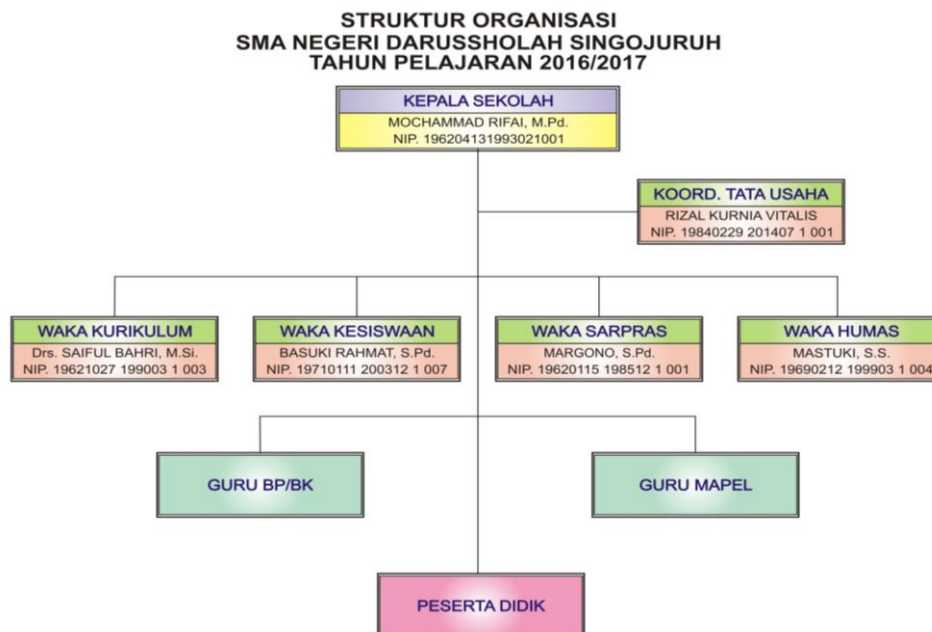 STRUKTUR ORGANISASI
SMA NEGERI DARUSSHOLAH SINGOJURUH
TAHUN PELAJARAN 2016/2017
KEPALA SEKOLAH
MOCHAMMAD RIFAI, M.Pd.
NIP. 196204131993021001
KOORD. TATA USAHA
RIZAL KURNIA VITALIS
NIP. 19840229 201407 1 001
WAKA KURIKULUM
Drs. SAIFUL BAHRI, M.Si.
NIP. 19621027 199003 1 003
WAKA KESISWAAN
BASUKI RAHMAT, S.Pd.
NIP. 19710111 200312 1 007
WAKA SARPRAS
MARGONO, S.Pd.
NIP. 19620115 198512 1 001
WAKA HUMAS
MASTUKI, S.S.
NIP. 19690212 199903 1 004
GURU BP/BK
GURU MAPEL
PESERTA DIDIK